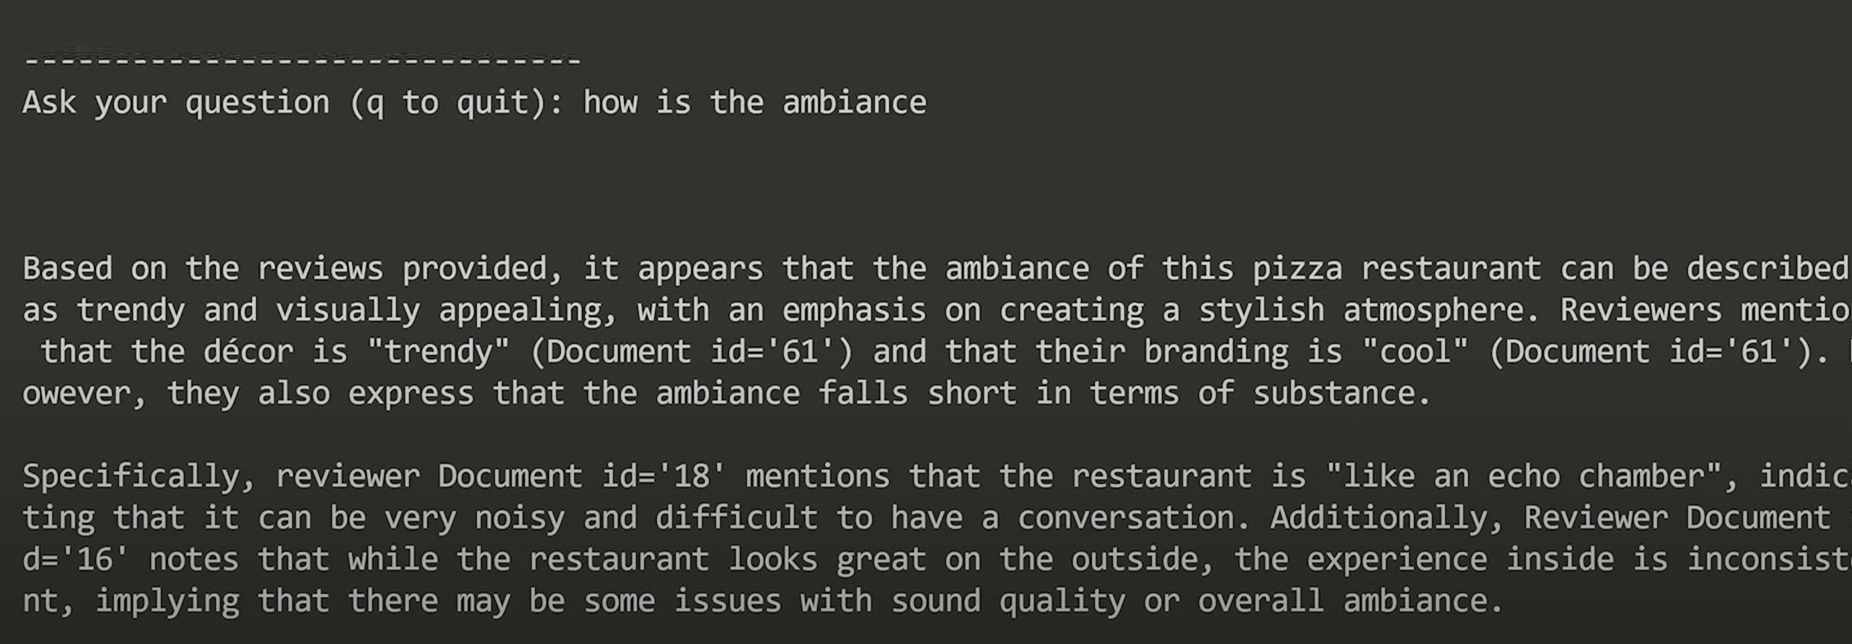 -------------------------------
Ask your question (q to quit): how is the ambiance
Based on the reviews provided, it appears that the ambiance of this pizza restaurant can be described
as trendy and visually appealing, with an emphasis on creating a stylish atmosphere. Reviewers mentio
that the décor is "trendy" (Document id='61') and that their branding is "cool" (Document id='61').
owever, they also express that the ambiance falls short in terms of substance.
Specifically, reviewer Document id='18' mentions that the restaurant is "like an echo chamber", indic
ting that it can be very noisy and difficult to have a conversation. Additionally, Reviewer Document
d='16' notes that while the restaurant looks great on the outside, the experience inside is inconsist
nt, implying that there may be some issues with sound quality or overall ambiance.